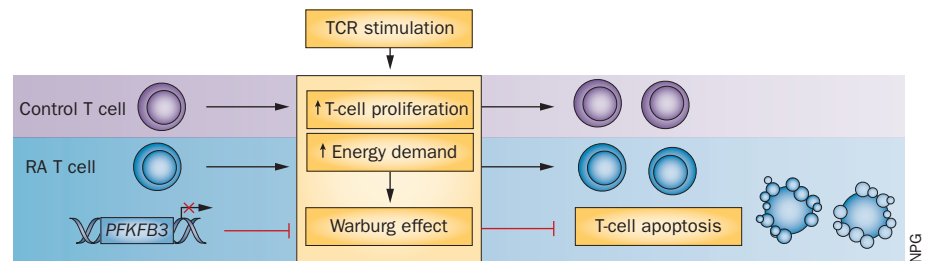 TCR stimulation
Control T cell
↑ T-cell proliferation
↑ Energy demand
RA T cell
PFKFB3
Warburg effect
T-cell apoptosis
NPG